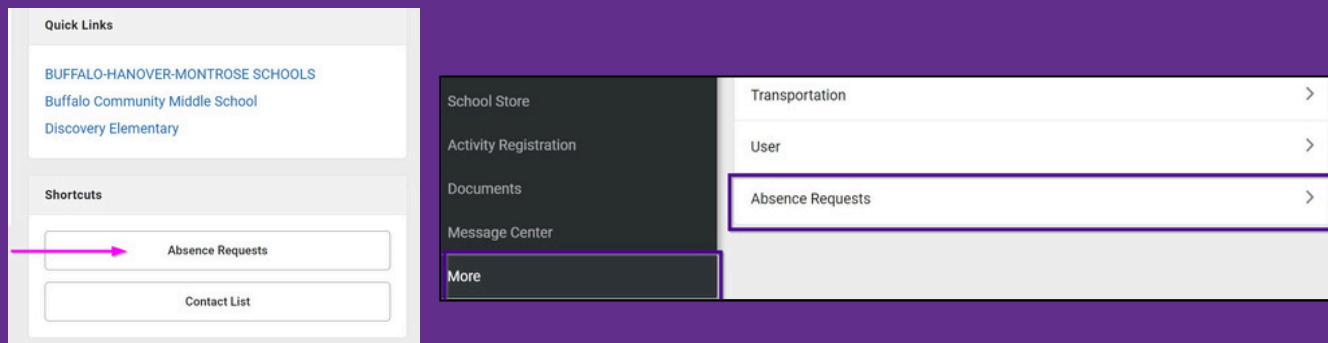 Quick Links
BUFFALO-HANOVER-MONTROSE SCHOOLS
Buffalo Community Middle School
Discovery Elementary
Shortcuts
Absence Requests
Contact List
School Store
Activity Registration
Documents
Message Center
More
Transportation
User
Absence Requests